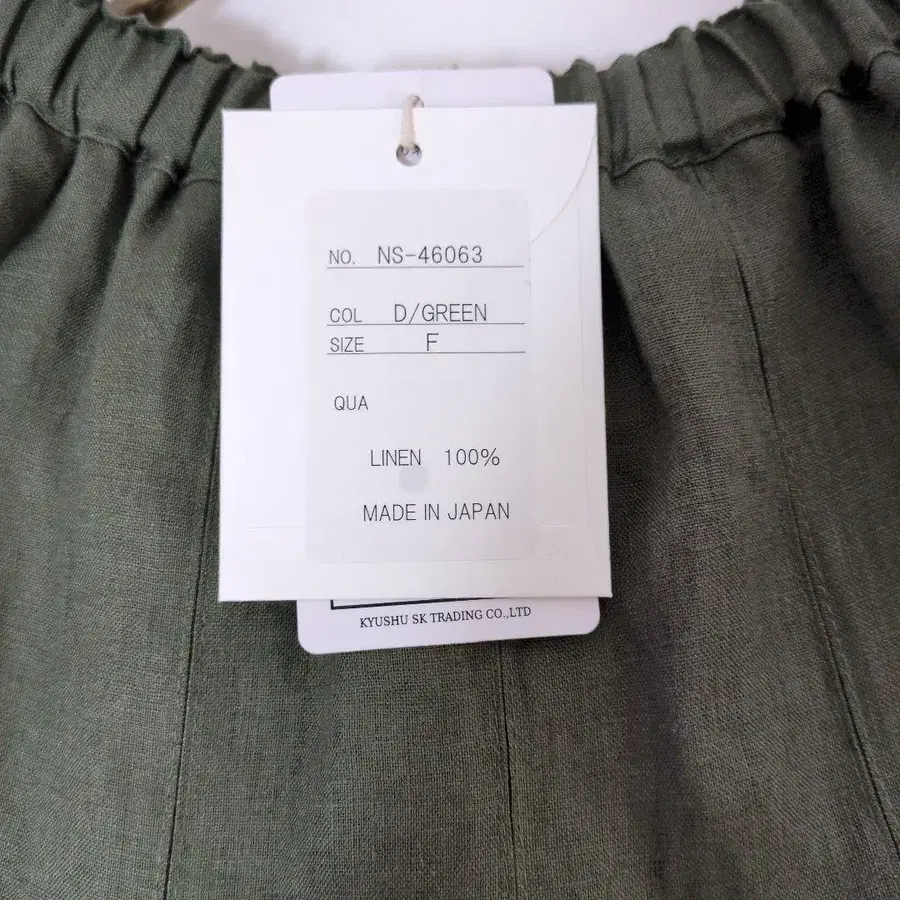 NO. NS-46063
COL D/GREEN
SIZE F
QUA
LINEN 100%
MADE IN JAPAN
KYUSHU SK TRADING CO.,LTD